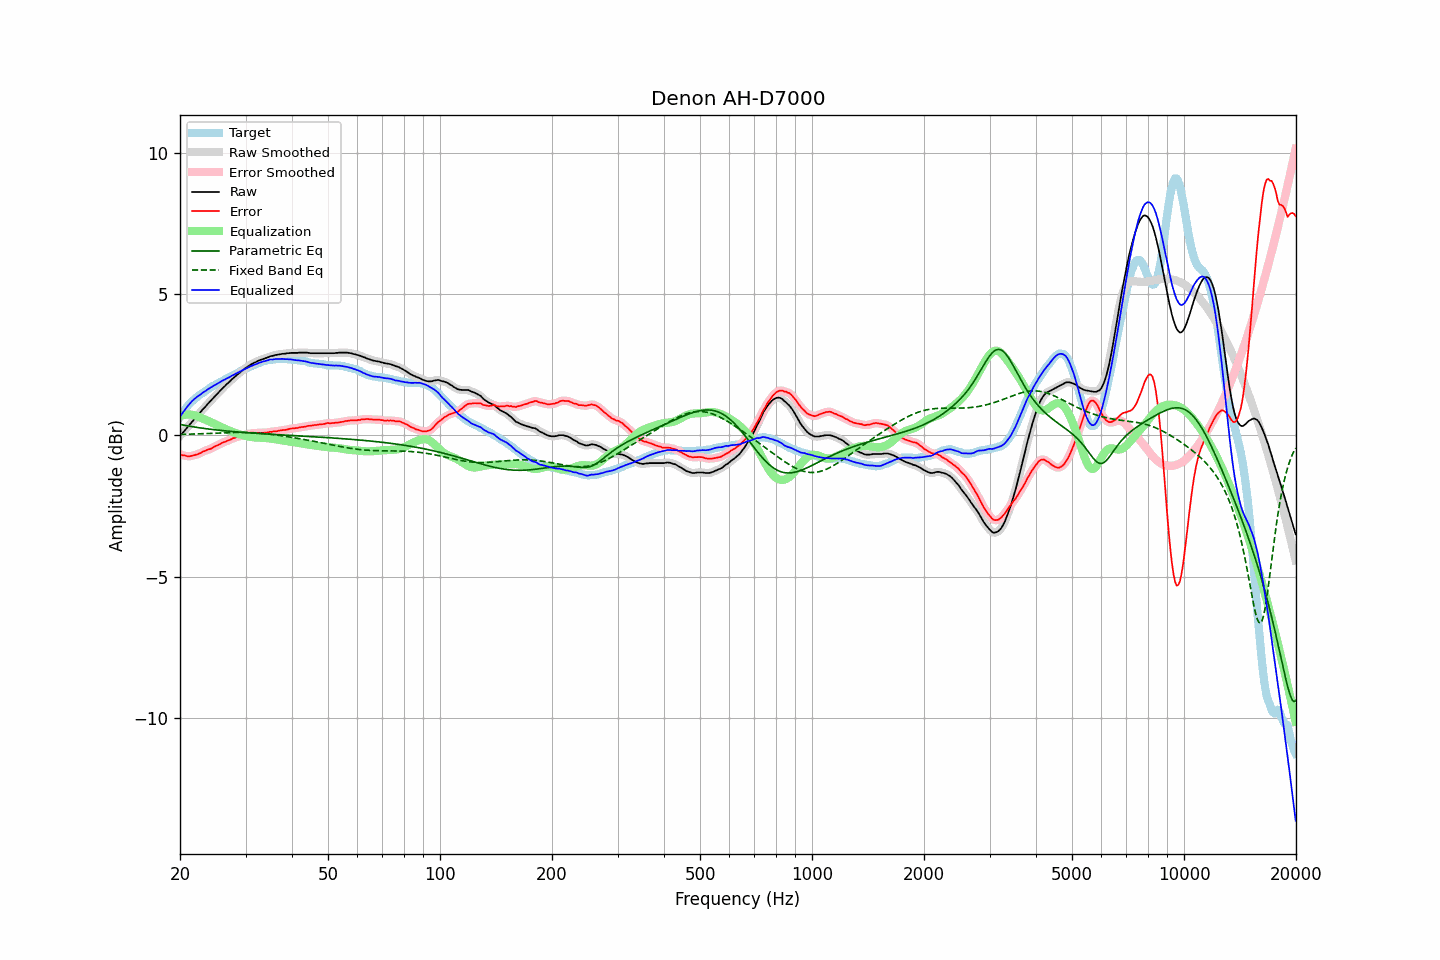 Denon AH-D7000
Target
Raw Smoothed
Error Smoothed
Raw
Error
Equalization
Parametric Eq
Fixed Band Eq
Equalized
10
5
0
−5
−10
Amplitude (dBr)
20 50 100 200 500 1000 2000 5000 10000 20000
Frequency (Hz)